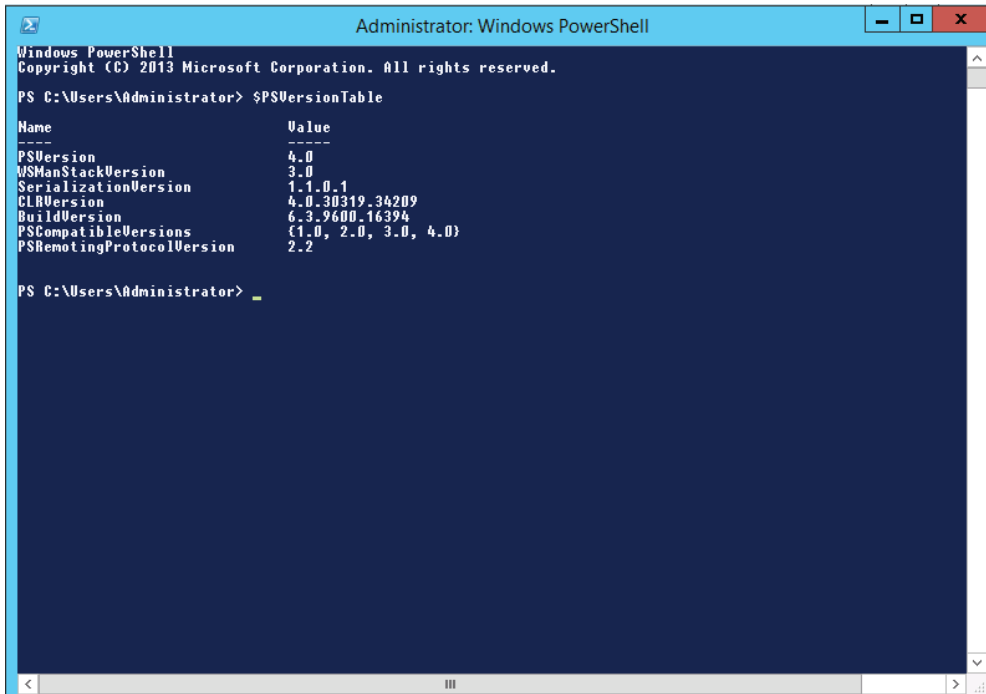 Administrator: Windows PowerShell
Windows PowerShell
Copyright (C) 2013 Microsoft Corporation. All rights reserved.
PS C:\Users\Administrator> $PSVersionTable
Name Value
---- -----
PSVersion 4.0
WSManStackVersion 3.0
SerializationVersion 1.1.0.1
CLRVersion 4.0.30319.34209
BuildVersion 6.3.9600.16394
PSCompatibleVersions {1.0, 2.0, 3.0, 4.0}
PSRemotingProtocolVersion 2.2
PS C:\Users\Administrator> _